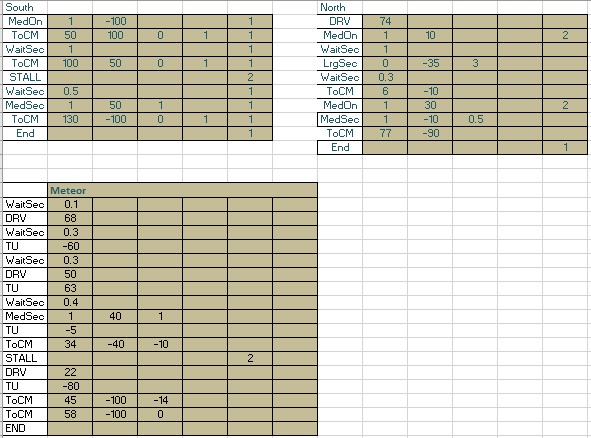 South
MedOn 1 -100 1
ToCM 50 100 0 1 1
WaitSec 1 1
ToCM 100 50 0 1 1
STALL 2
WaitSec 0.5 1
MedSec 1 50 1 1
ToCM 130 -100 0 1 1
End 1
North
DRV 74
MedOn 1 10 2
WaitSec 1
LrgSec 0 -35 3
WaitSec 0.3
ToCM 6 -10
MedOn 1 30 2
MedSec 1 -10 0.5
ToCM 77 -90
End 1
Meteor
WaitSec 0.1
DRV 68
WaitSec 0.3
TU -60
WaitSec 0.3
DRV 50
TU 63
WaitSec 0.4
MedSec 1 40 1
TU -5
ToCM 34 -40 -10
STALL 2
DRV 22
TU -80
ToCM 45 -100 -14
ToCM 58 -100 0
END